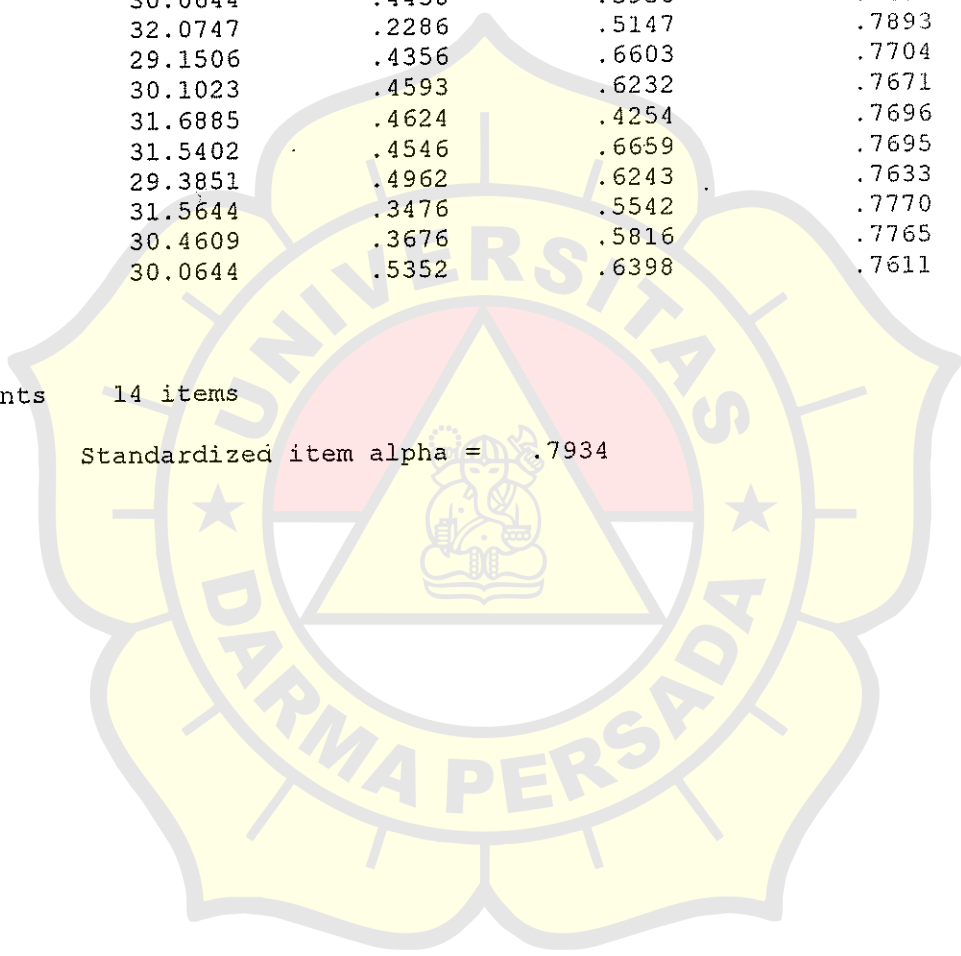 32.0747 .2286 .5147 .7893
29.1506 .4356 .6603 .7704
30.1023 .4593 .6232 .7671
31.6885 .4624 .4254 .7696
31.5402 .4546 .6659 .7695
29.3851 .4962 .6243 .7633
31.5644 .3476 .5542 .7770
30.4609 .3676 .5816 .7765
30.0644 .5352 .6398 .7611
nts 14 items
Standardized item alpha = .7934
UNIVERSITAS
DARMA PERSADA